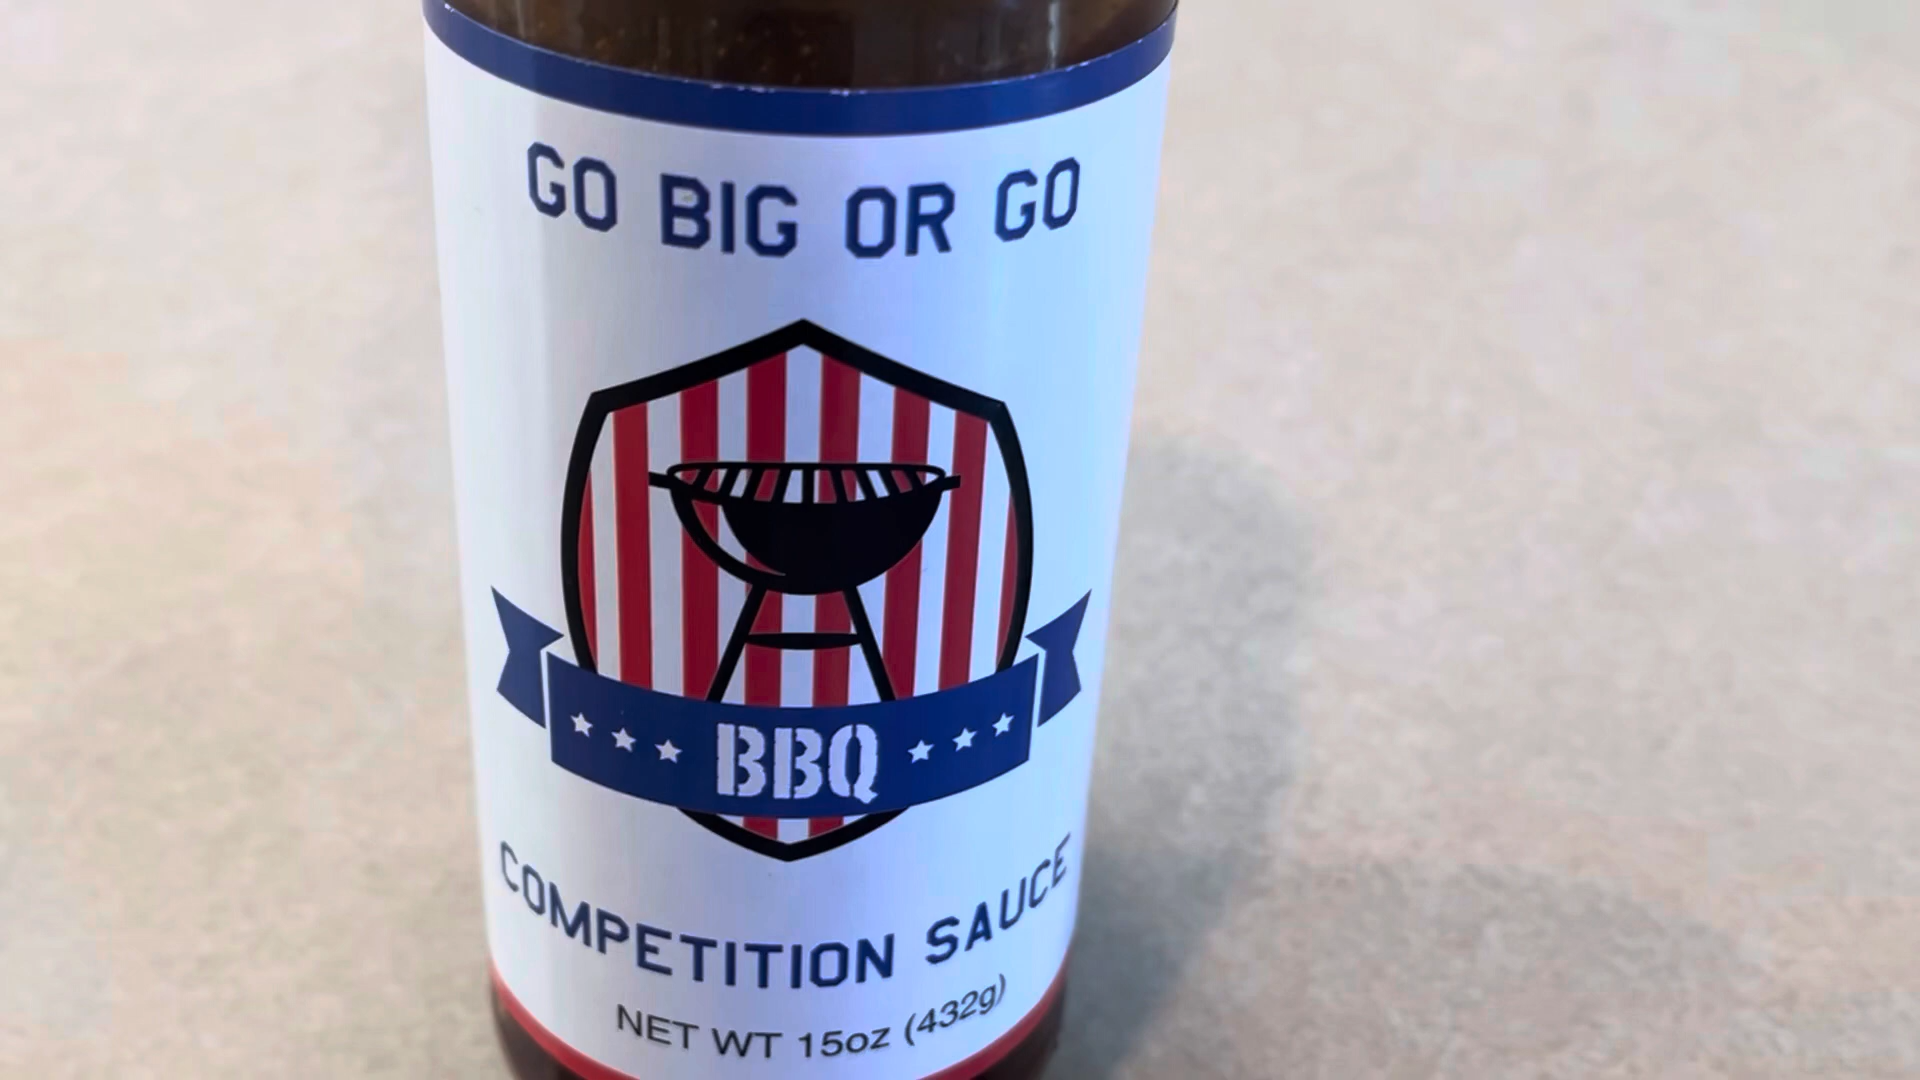 GO BIG OR GO
BBQ
COMPETITION SAUCE
NET WT 15oz (432g)